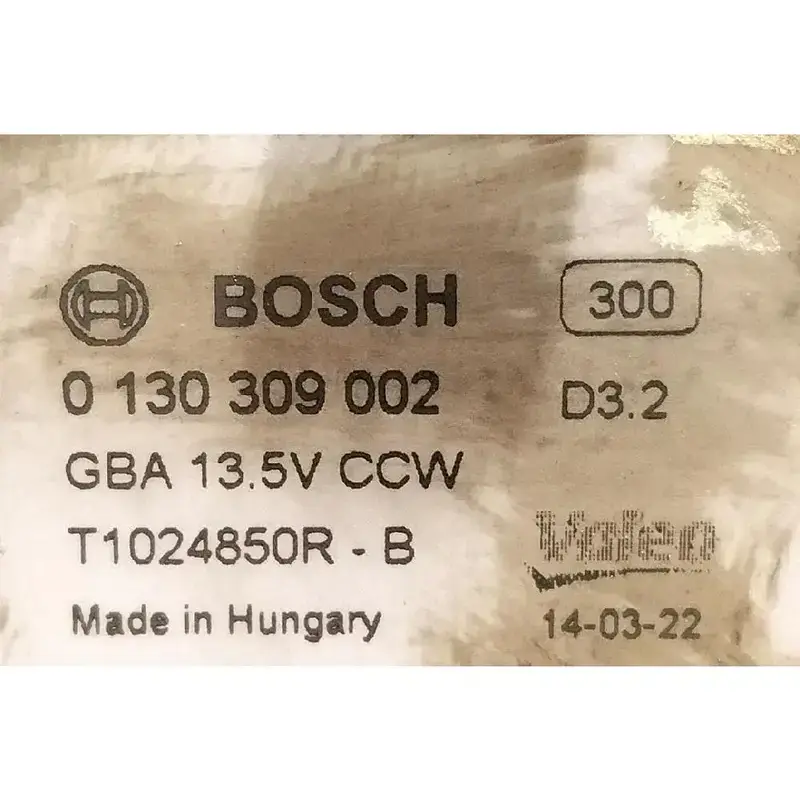 BOSCH 300
0 130 309 002 D3.2
GBA 13.5V CCW
T1024850R - B Valeo
Made in Hungary 14-03-22